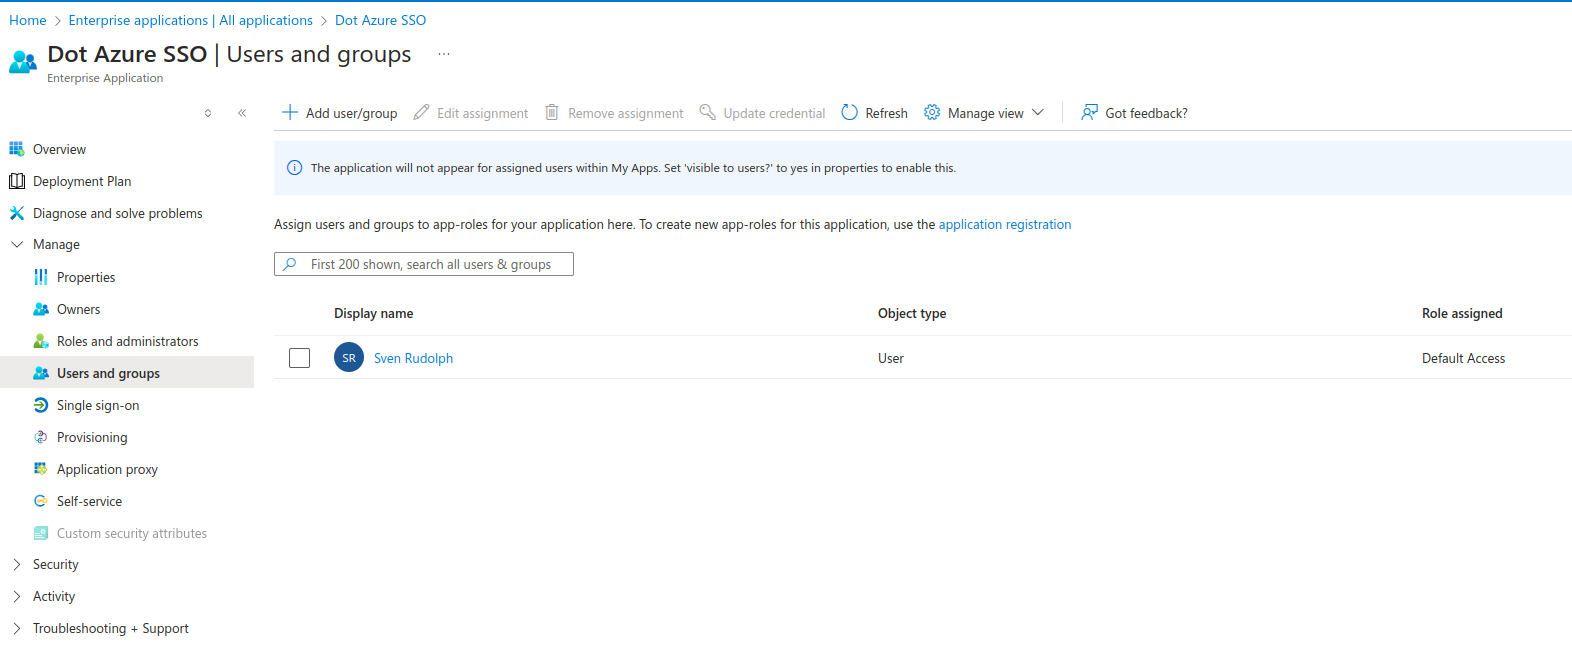 Home > Enterprise applications | All applications > Dot Azure SSO
Dot Azure SSO | Users and groups ...
Enterprise Application
Add user/group Edit assignment Remove assignment Update credential Refresh Manage view Got feedback?
Overview
Deployment Plan
Diagnose and solve problems
Manage
Properties
Owners
Roles and administrators
Users and groups
Single sign-on
Provisioning
Application proxy
Self-service
Custom security attributes
Security
Activity
Troubleshooting + Support
The application will not appear for assigned users within My Apps. Set 'visible to users?' to yes in properties to enable this.
Assign users and groups to app-roles for your application here. To create new app-roles for this application, use the application registration
First 200 shown, search all users & groups
Display name Object type Role assigned
SR Sven Rudolph User Default Access